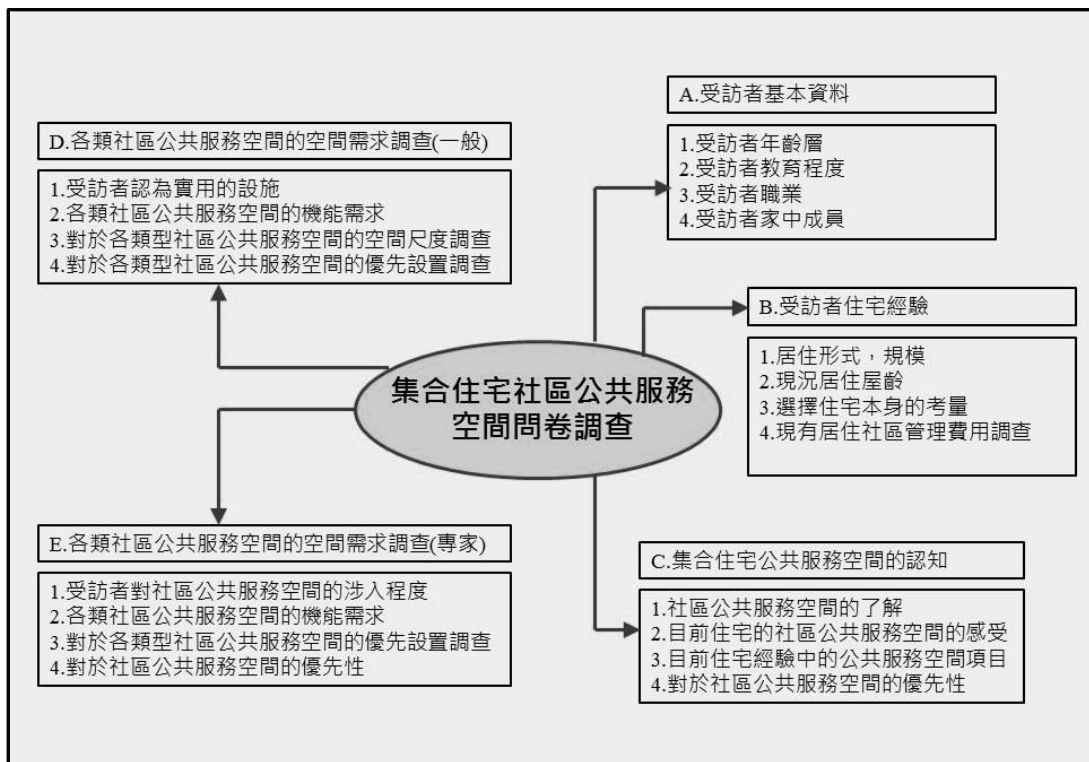 A.受訪者基本資料
1.受訪者年齡層
2.受訪者教育程度
3.受訪者職業
4.受訪者家中成員
D.各類社區公共服務空間的空間需求調查(一般)
1.受訪者認為實用的設施
2.各類社區公共服務空間的機能需求
3.對於各類型社區公共服務空間的空間尺度調查
4.對於各類型社區公共服務空間的優先設置調查
B.受訪者住宅經驗
1.居住形式，規模
2.現況居住屋齡
3.選擇住宅本身的考量
4.現有居住社區管理費用調查
集合住宅社區公共服務
空間問卷調查
E.各類社區公共服務空間的空間需求調查(專家)
1.受訪者對社區公共服務空間的涉入程度
2.各類社區公共服務空間的機能需求
3.對於各類型社區公共服務空間的優先設置調查
4.對於社區公共服務空間的優先性
C.集合住宅公共服務空間的認知
1.社區公共服務空間的了解
2.目前住宅的社區公共服務空間的感受
3.目前住宅經驗中的公共服務空間項目
4.對於社區公共服務空間的優先性